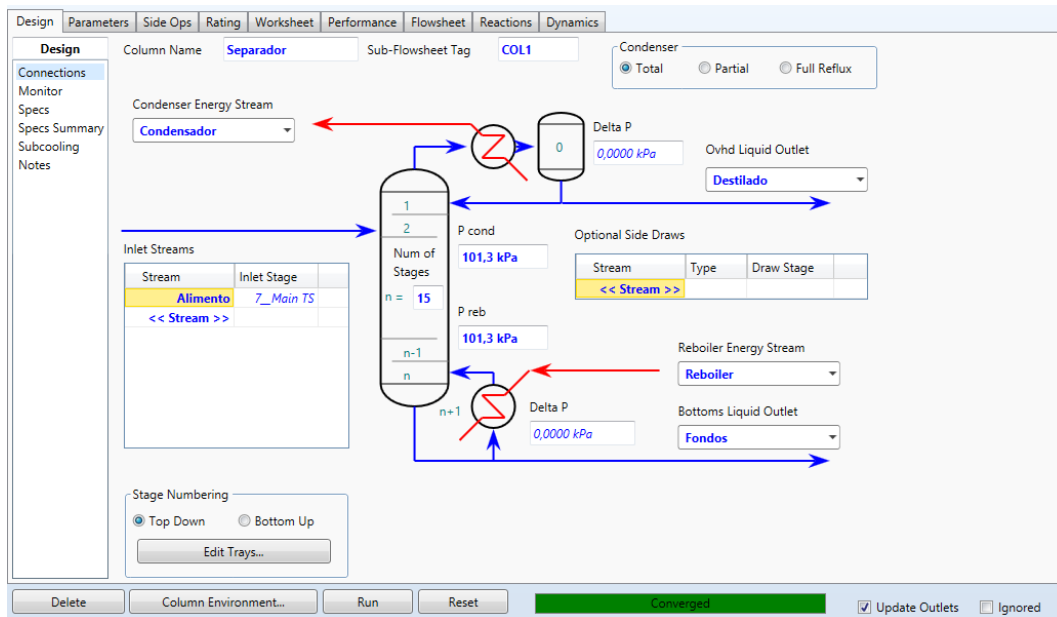 Design Parameters Side Ops Rating Worksheet Performance Flowsheet Reactions Dynamics
Design
Connections
Monitor
Specs
Specs Summary
Subcooling
Notes
Column Name Separador Sub-Flowsheet Tag COL1
Condenser
Total Partial Full Reflux
Condenser Energy Stream
Condensador
0
Delta P
0,0000 kPa
Ovhd Liquid Outlet
Destilado
1
2
Num of
Stages
n = 15
n-1
n
n+1
P cond
101,3 kPa
P reb
101,3 kPa
Inlet Streams
Stream Inlet Stage
Alimento 7__Main TS
<< Stream >>
Optional Side Draws
Stream Type Draw Stage
<< Stream >>
Reboiler Energy Stream
Reboiler
Delta P
0,0000 kPa
Bottoms Liquid Outlet
Fondos
Stage Numbering
Top Down Bottom Up
Edit Trays...
Delete Column Environment... Run Reset Converged Update Outlets Ignored